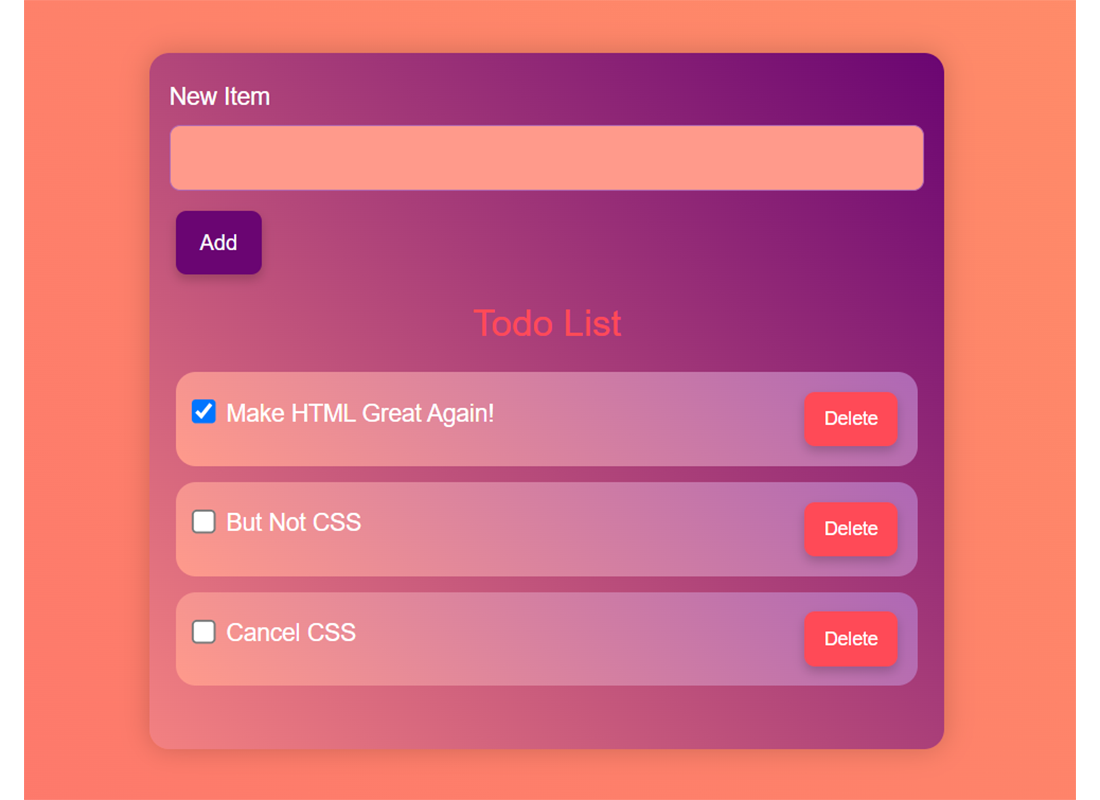 New Item
Add
Todo List
Make HTML Great Again!
Delete
But Not CSS
Delete
Cancel CSS
Delete